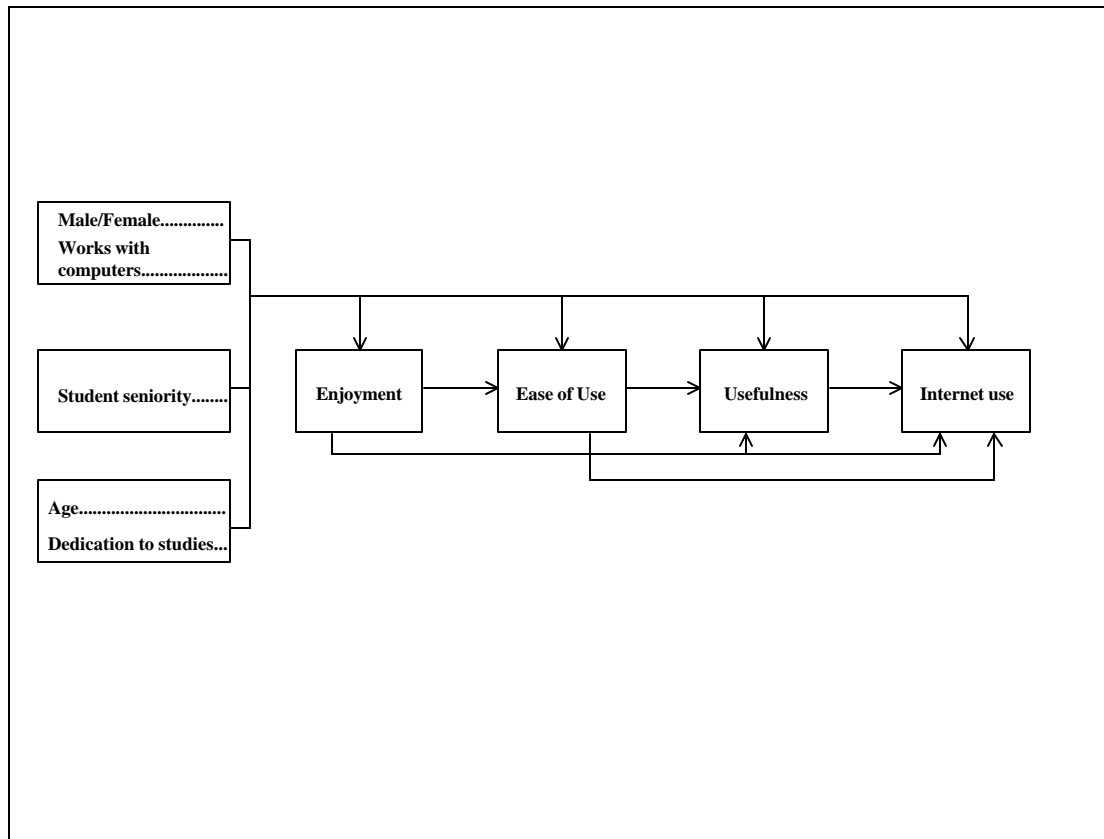 Male/Female..............
Works with
computers...................
Student seniority........
Enjoyment
Ease of Use
Usefulness
Internet use
Age................................
Dedication to studies...